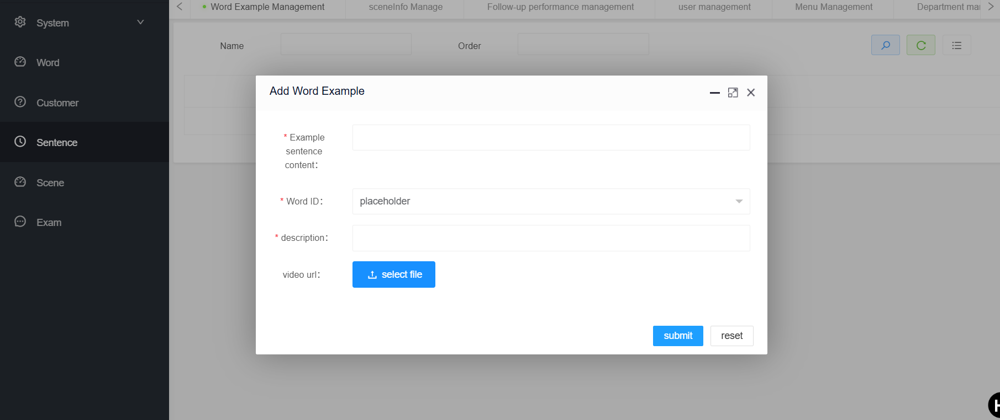 System
Word
Customer
Sentence
Scene
Exam
Word Example Management
sceneInfo Manage
Follow-up performance management
user management
Menu Management
Department mai
Name
Order
Add Word Example
* Example
sentence
content：
* Word ID：
placeholder
* description：
video url：
select file
submit
reset